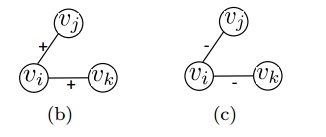 v_j v_j
+ -
v_i + v_k v_i - v_k
(b) (c)